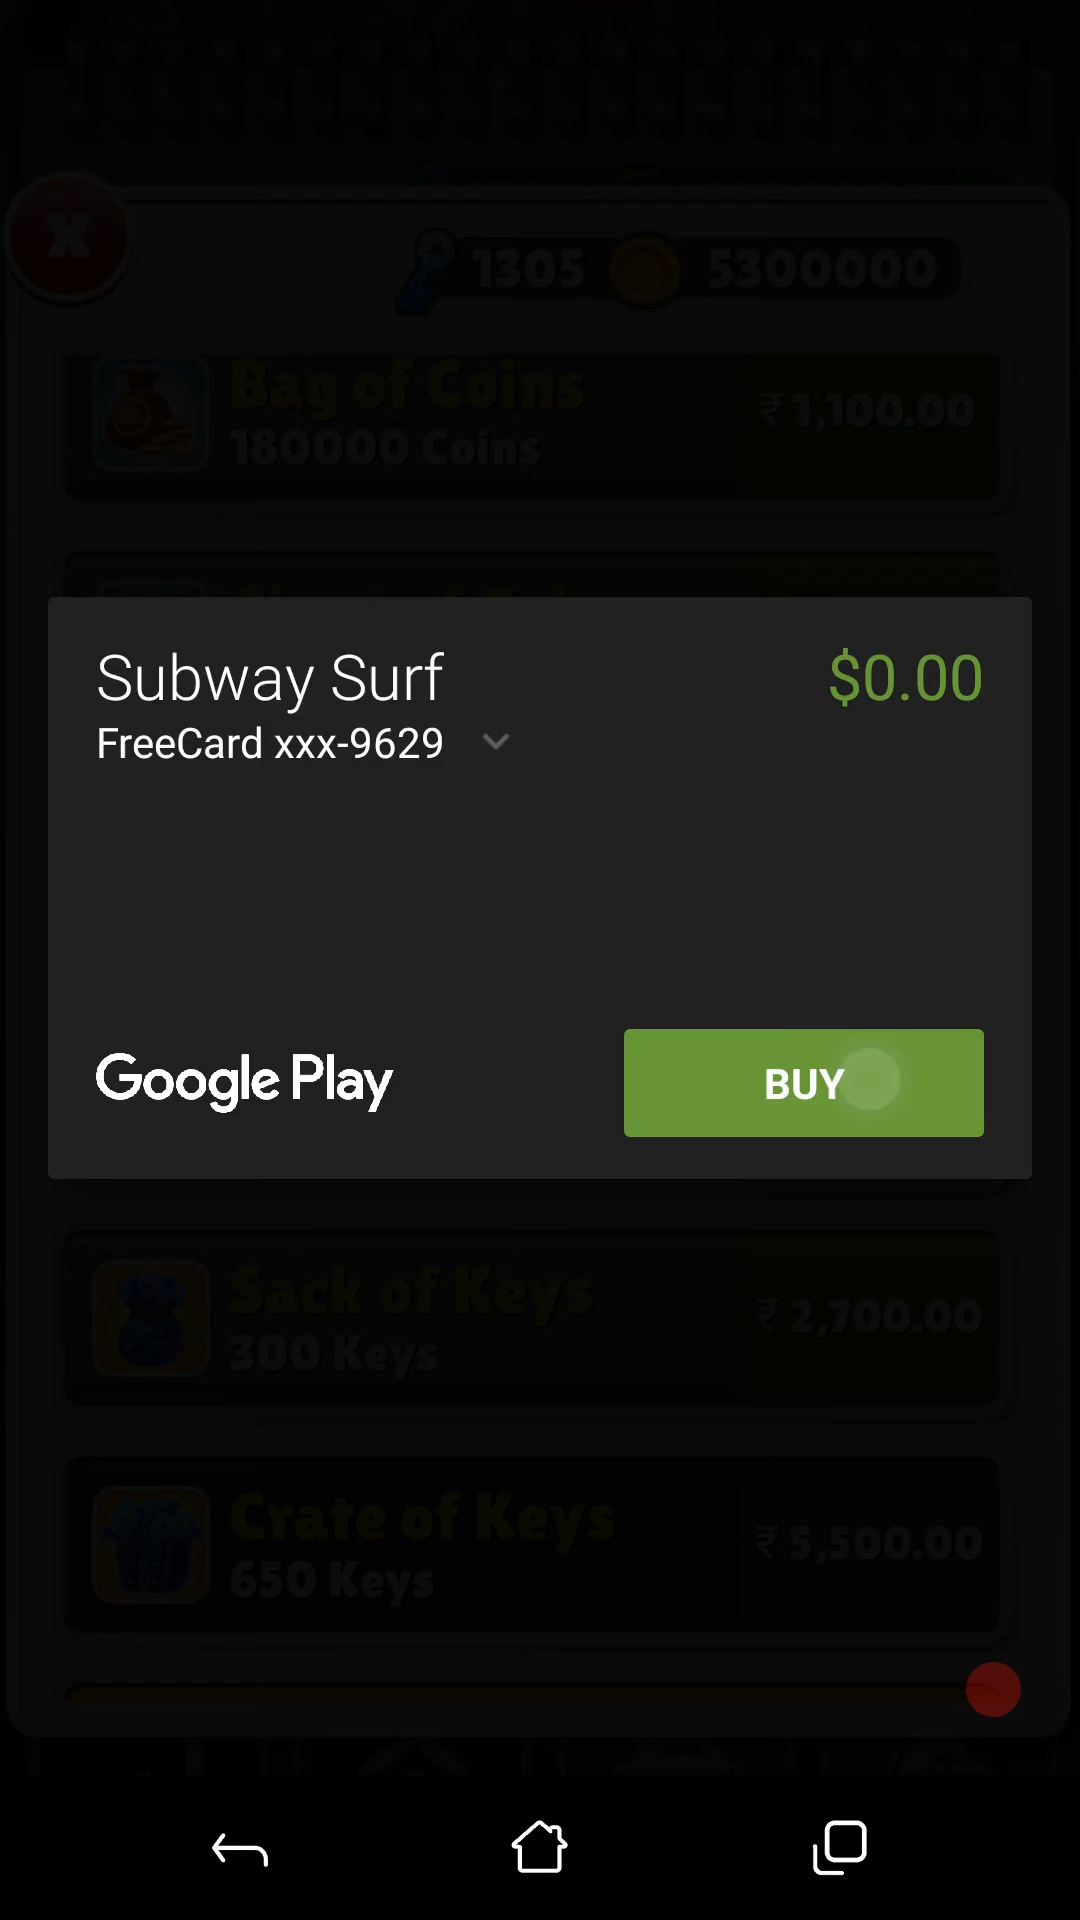 X
1305 5300000
Bag of Coins
180000 Coins
₹ 1,100.00
Subway Surf
$0.00
FreeCard xxx-9629
Google Play
BUY
Sack of Keys
300 Keys
₹ 2,700.00
Crate of Keys
650 Keys
₹ 5,500.00